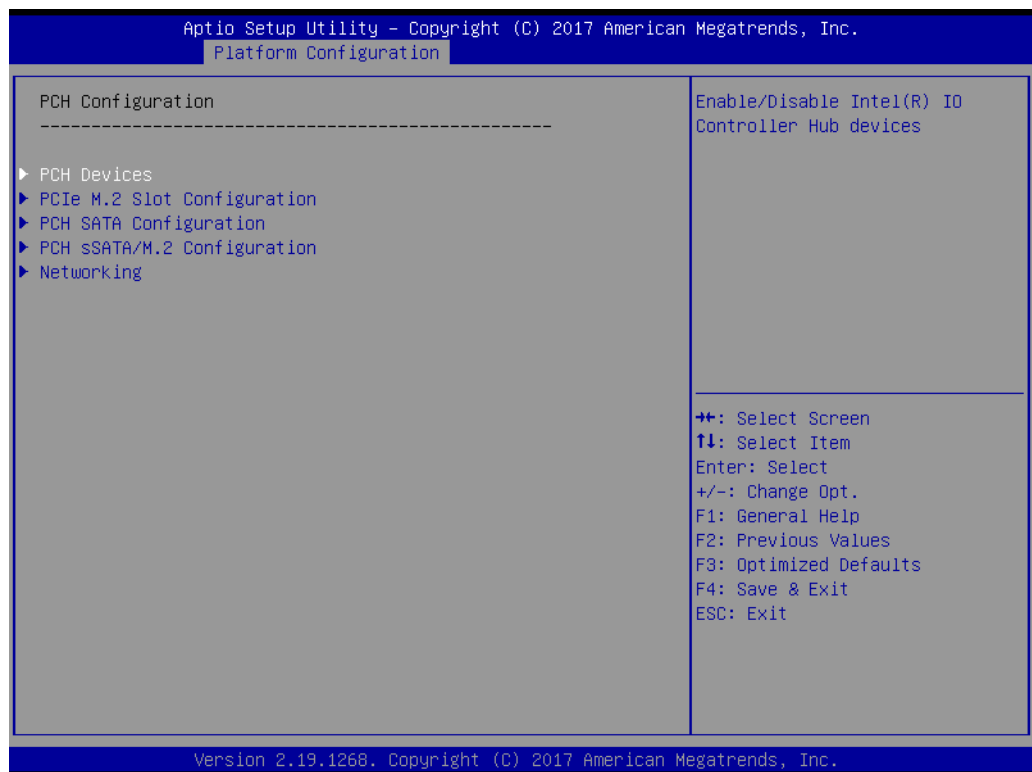 Aptio Setup Utility – Copyright (C) 2017 American Megatrends, Inc.
Platform Configuration
PCH Configuration
--------------------------------------------------
PCH Devices
PCIe M.2 Slot Configuration
PCH SATA Configuration
PCH sSATA/M.2 Configuration
Networking
Enable/Disable Intel(R) IO
Controller Hub devices
→←: Select Screen
↑↓: Select Item
Enter: Select
+/-: Change Opt.
F1: General Help
F2: Previous Values
F3: Optimized Defaults
F4: Save & Exit
ESC: Exit
Version 2.19.1268. Copyright (C) 2017 American Megatrends, Inc.